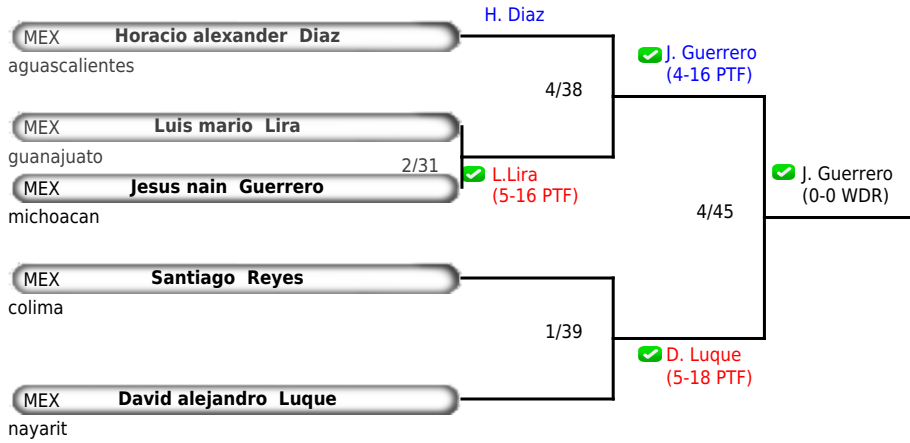 H. Diaz
MEX Horacio alexander Diaz
aguascalientes
J. Guerrero
(4-16 PTF)
4/38
MEX Luis mario Lira
guanajuato
2/31
L.Lira
(5-16 PTF)
MEX Jesus nain Guerrero
michoacan
J. Guerrero
(0-0 WDR)
4/45
MEX Santiago Reyes
colima
1/39
D. Luque
(5-18 PTF)
MEX David alejandro Luque
nayarit